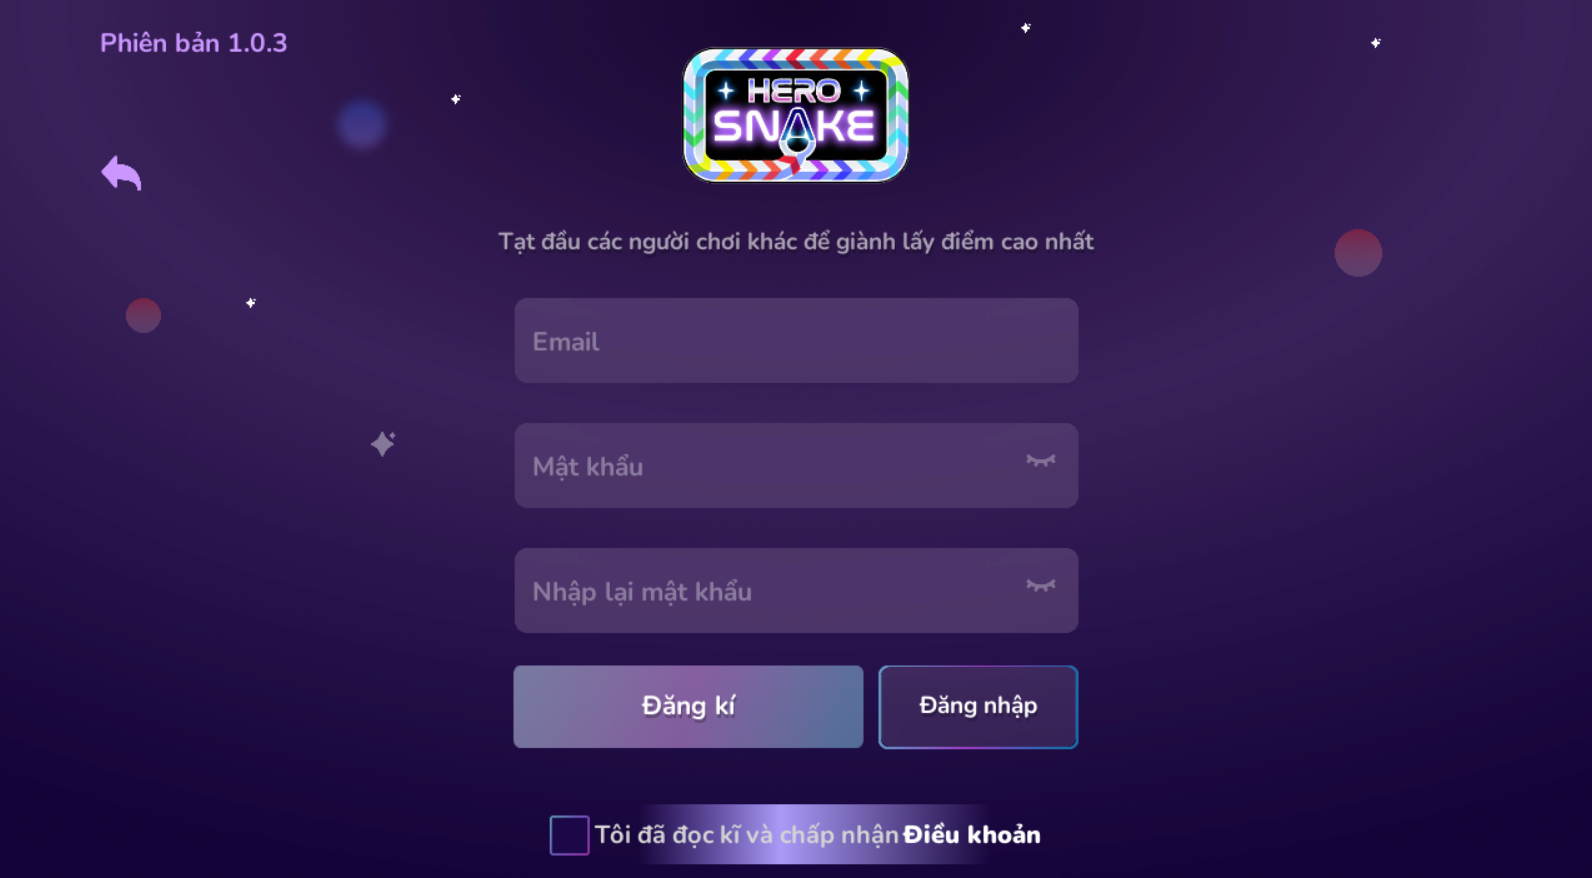 Phiên bản 1.0.3
HERO
SNAKE
Tạt đầu các người chơi khác để giành lấy điểm cao nhất
Email
Mật khẩu
Nhập lại mật khẩu
Đăng kí
Đăng nhập
Tôi đã đọc kĩ và chấp nhận Điều khoản